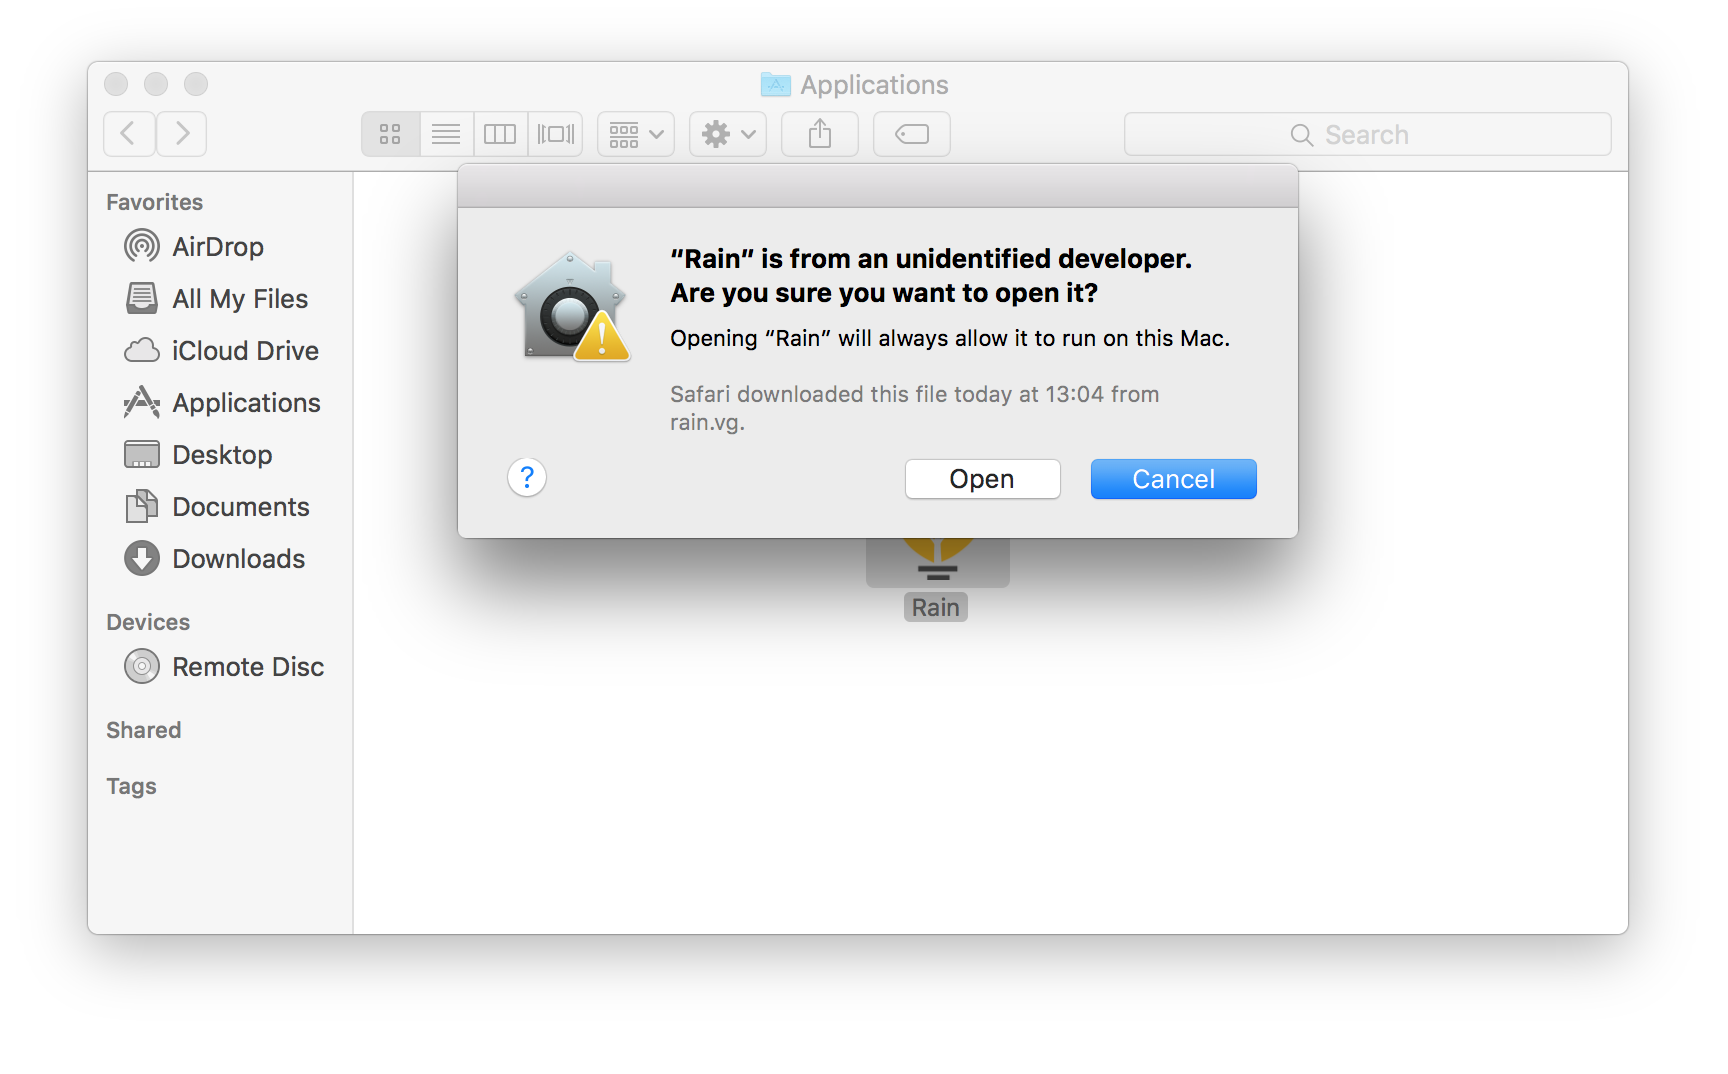 Applications
Search
Favorites
AirDrop
All My Files
iCloud Drive
Applications
Desktop
Documents
Downloads
Devices
Remote Disc
Shared
Tags
“Rain” is from an unidentified developer.
Are you sure you want to open it?
Opening “Rain” will always allow it to run on this Mac.
Safari downloaded this file today at 13:04 from
rain.vg.
?
Open
Cancel
Rain